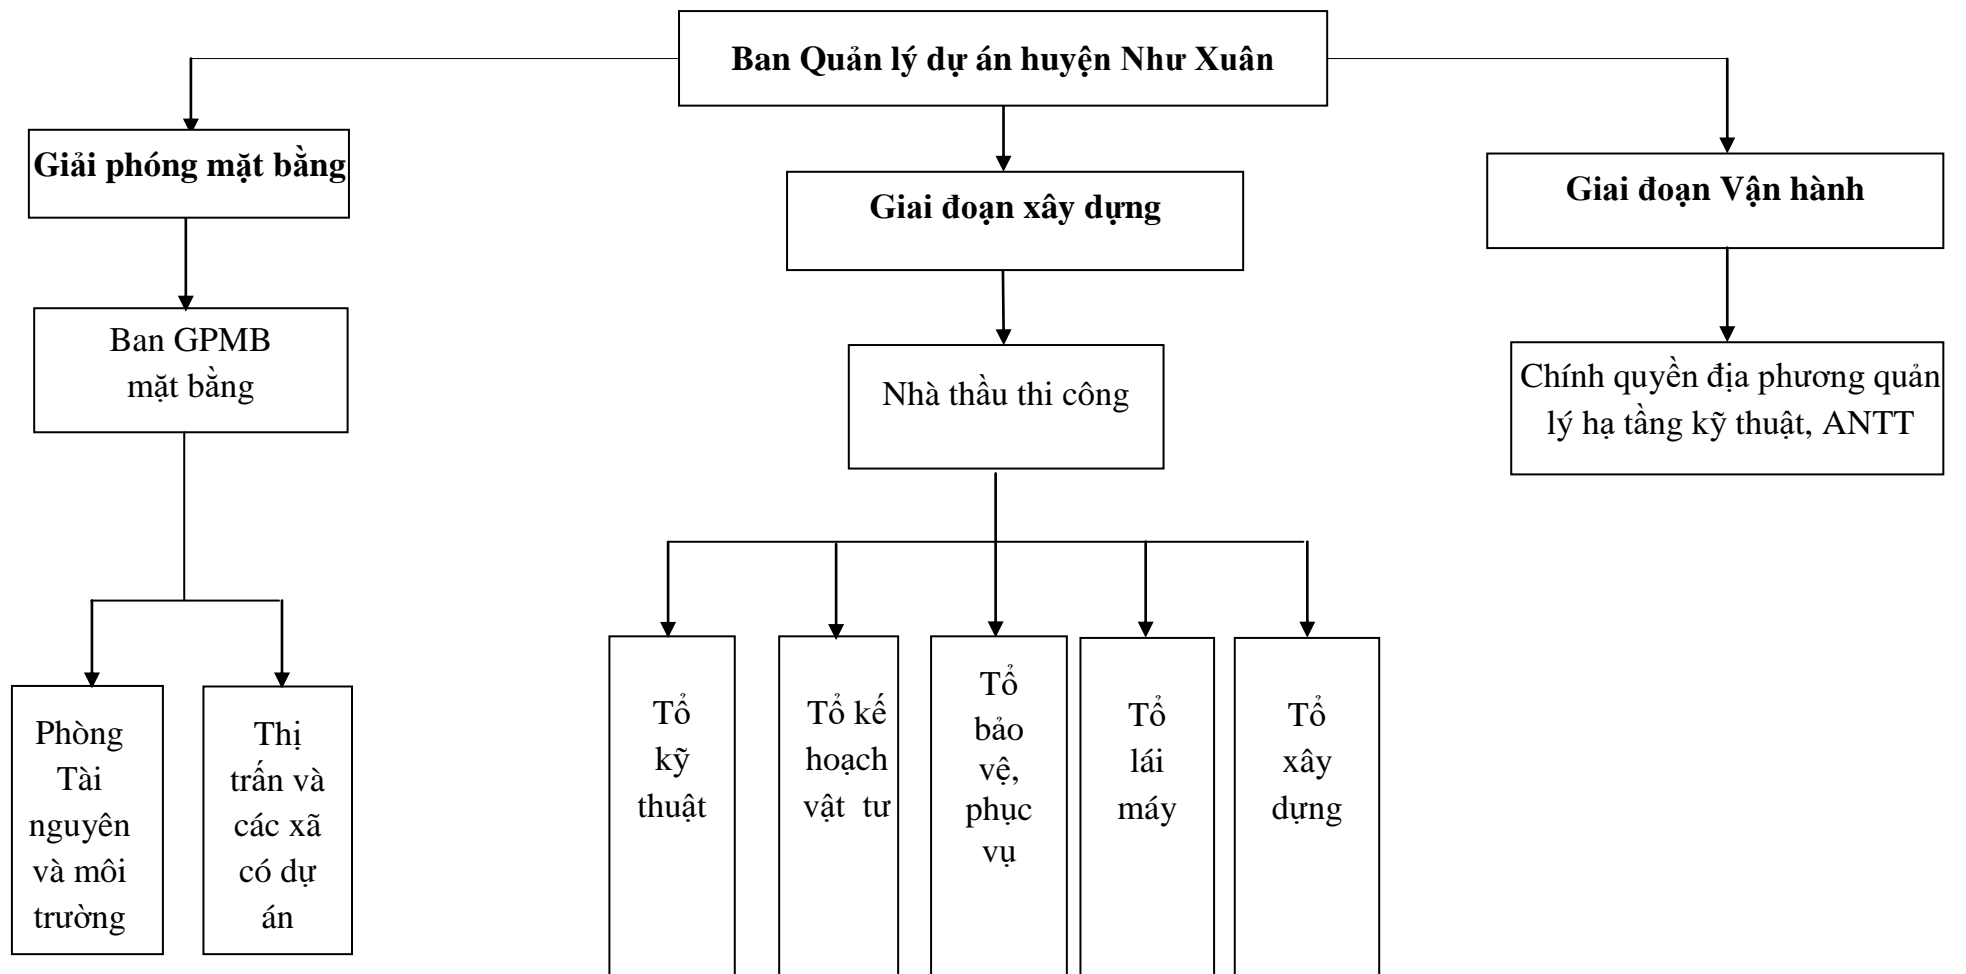 Ban Quản lý dự án huyện Như Xuân
Giải phóng mặt bằng
Giai đoạn xây dựng
Giai đoạn Vận hành
Ban GPMB
mặt bằng
Nhà thầu thi công
Chính quyền địa phương quản
lý hạ tầng kỹ thuật, ANTT
Phòng
Tài
nguyên
và môi
trường
Thị
trấn và
các xã
có dự
án
Tổ
kỹ
thuật
Tổ kế
hoạch
vật tư
Tổ
bảo
vệ,
phục
vụ
Tổ
lái
máy
Tổ
xây
dựng